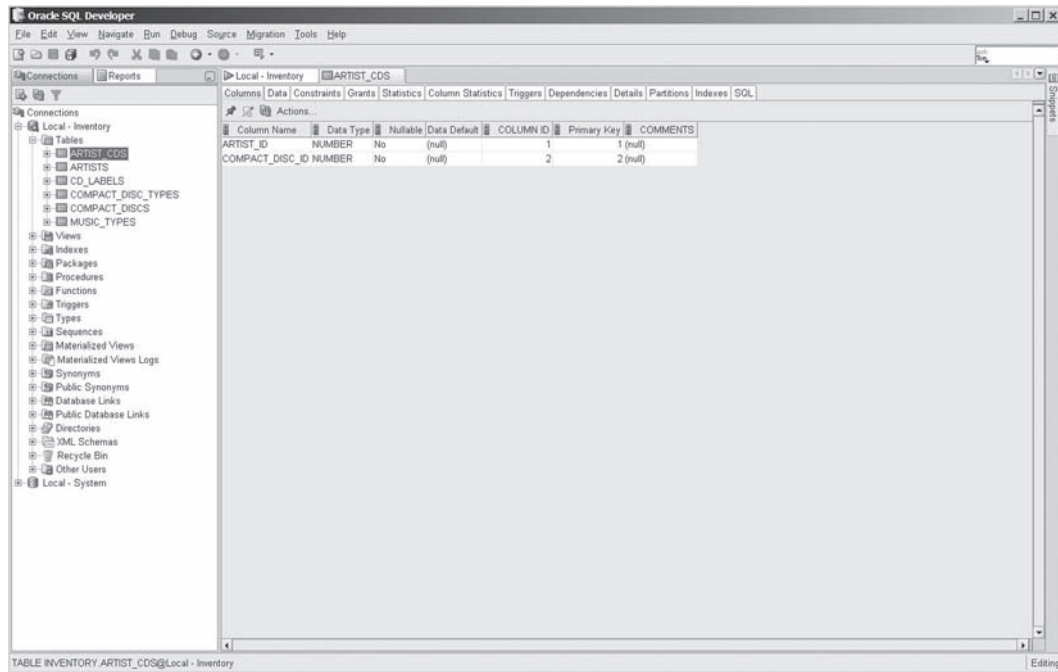 Oracle SQL Developer
File Edit View Navigate Run Debug Source Migration Tools Help
Connections Reports
Local - Inventory ARTIST_CDS
Columns Data Constraints Grants Statistics Column Statistics Triggers Dependencies Details Partitions Indexes SQL
Actions...
Column Name Data Type Nullable Data Default COLUMN ID Primary Key COMMENTS
ARTIST_ID NUMBER No (null) 1 1 (null)
COMPACT_DISC_ID NUMBER No (null) 2 2 (null)
Connections
Local - Inventory
Tables
ARTIST_CDS
ARTISTS
CD_LABELS
COMPACT_DISC_TYPES
COMPACT_DISCS
MUSIC_TYPES
Views
Indexes
Packages
Procedures
Functions
Triggers
Types
Sequences
Materialized Views
Materialized Views Logs
Synonyms
Public Synonyms
Database Links
Public Database Links
Directories
XML Schemas
Recycle Bin
Other Users
Local - System
Snippets
TABLE INVENTORY.ARTIST_CDS@Local - Inventory
Editing